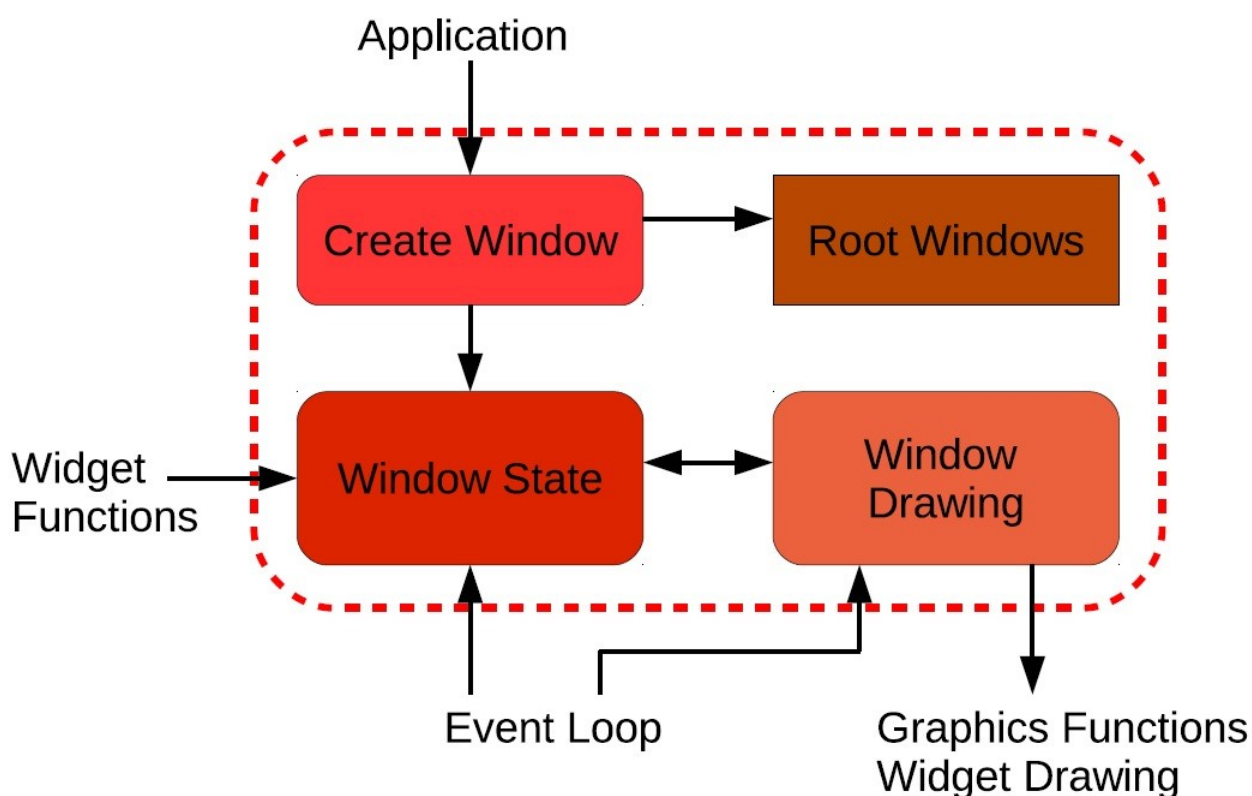 Application
Create Window
Root Windows
Widget
Functions
Window State
Window
Drawing
Event Loop
Graphics Functions
Widget Drawing